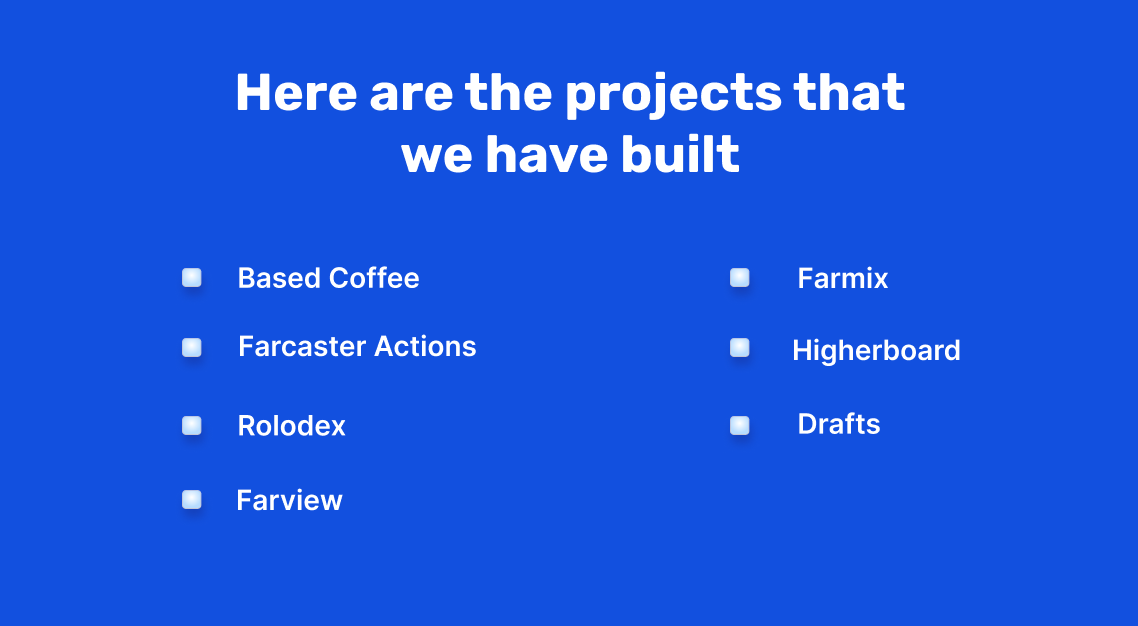 Here are the projects that
we have built
Based Coffee
Farcaster Actions
Rolodex
Farview
Farmix
Higherboard
Drafts